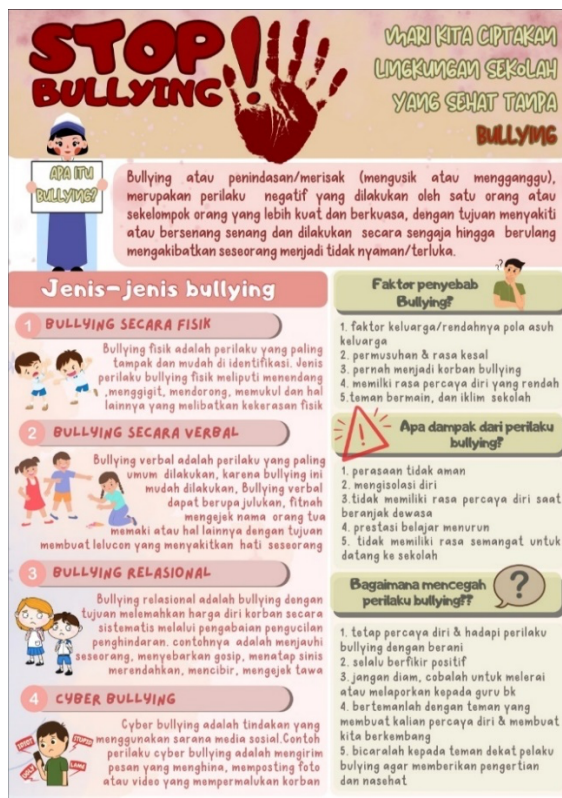 STOP
BULLYING!
MARI KITA CIPTAKAN
LINGKUNGAN SEKOLAH
YANG SEHAT TANPA
BULLYING
APA ITU
BULLYING?
Bullying atau penindasan/merisak (mengusik atau mengganggu),
merupakan perilaku negatif yang dilakukan oleh satu orang atau
sekelompok orang yang lebih kuat dan berkuasa, dengan tujuan menyakiti
atau bersenang senang dan dilakukan secara sengaja hingga berulang
mengakibatkan seseorang menjadi tidak nyaman/terluka.
Jenis-jenis bullying
1 BULLYING SECARA FISIK
Bullying fisik adalah perilaku yang paling
tampak dan mudah di identifikasi. Jenis
perilaku bullying fisik meliputi menendang
,menggigit, mendorong, memukul dan hal
lainnya yang melibatkan kekerasan fisik
2 BULLYING SECARA VERBAL
Bullying verbal adalah perilaku yang paling
umum dilakukan, karena bullying ini
mudah dilakukan, Bullying verbal
dapat berupa julukan, fitnah
mengejek nama orang tua
memaki atau hal lainnya dengan tujuan
membuat lelucon yang menyakitkan hati seseorang
3 BULLYING RELASIONAL
Bullying relasional adalah bullying dengan
tujuan melemahkan harga diri korban secara
sistematis melalui pengabaian pengucilan
penghindaran. contohnya adalah menjauhi
seseorang, menyebarkan gosip, menatap sinis
merendahkan, mencibir, mengejek tawa
4 CYBER BULLYING
Cyber bullying adalah tindakan yang
menggunakan sarana media sosial.Contoh
perilaku cyber bullying adalah mengirim
pesan yang menghina, memposting foto
atau video yang mempermalukan korban
STUPID
Faktor penyebab
Bullying?
1. faktor keluarga/rendahnya pola asuh
keluarga
2. permusuhan & rasa kesal
3. pernah menjadi korban bullying
4. memilki rasa percaya diri yang rendah
5.teman bermain, dan iklim sekolah
Apa dampak dari perilaku
bullying?
1. perasaan tidak aman
2. mengisolasi diri
3.tidak memiliki rasa percaya diri saat
beranjak dewasa
4. prestasi belajar menurun
5. tidak memiliki rasa semangat untuk
datang ke sekolah
Bagaimana mencegah
perilaku bullying??
?
1. tetap percaya diri & hadapi perilaku
bullying dengan berani
2. selalu berfikir positif
3. jangan diam, cobalah untuk melerai
atau melaporkan kepada guru bk
4. bertemanlah dengan teman yang
membuat kalian percaya diri & membuat
kita berkembang
5. bicaralah kepada teman dekat pelaku
bullying agar memberikan pengertian
dan nasehat